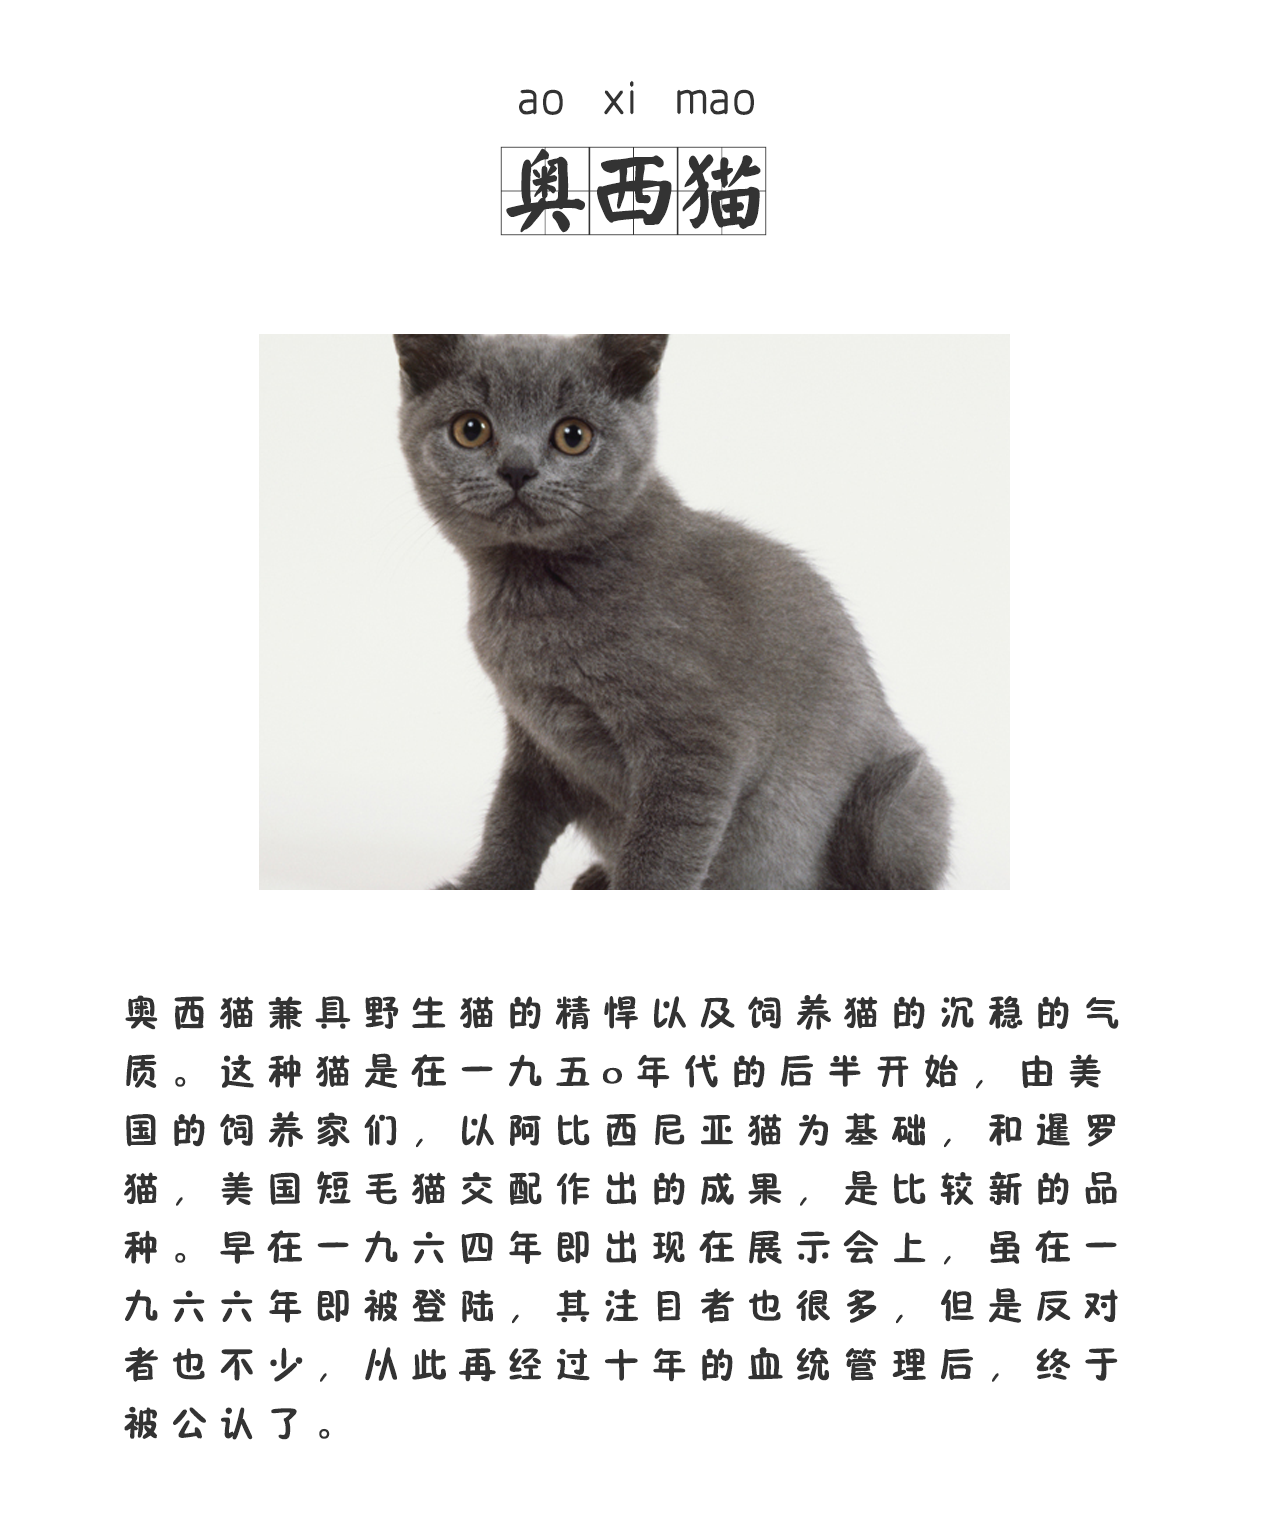 ao xi mao
奥西猫
奥西猫兼具野生猫的精悍以及饲养猫的沉稳的气
质。这种猫是在一九五o年代的后半开始，由美
国的饲养家们，以阿比西尼亚猫为基础，和暹罗
猫，美国短毛猫交配作出的成果，是比较新的品
种。早在一九六四年即出现在展示会上，虽在一
九六六年即被登陆，其注目者也很多，但是反对
者也不少，从此再经过十年的血统管理后，终于
被公认了。